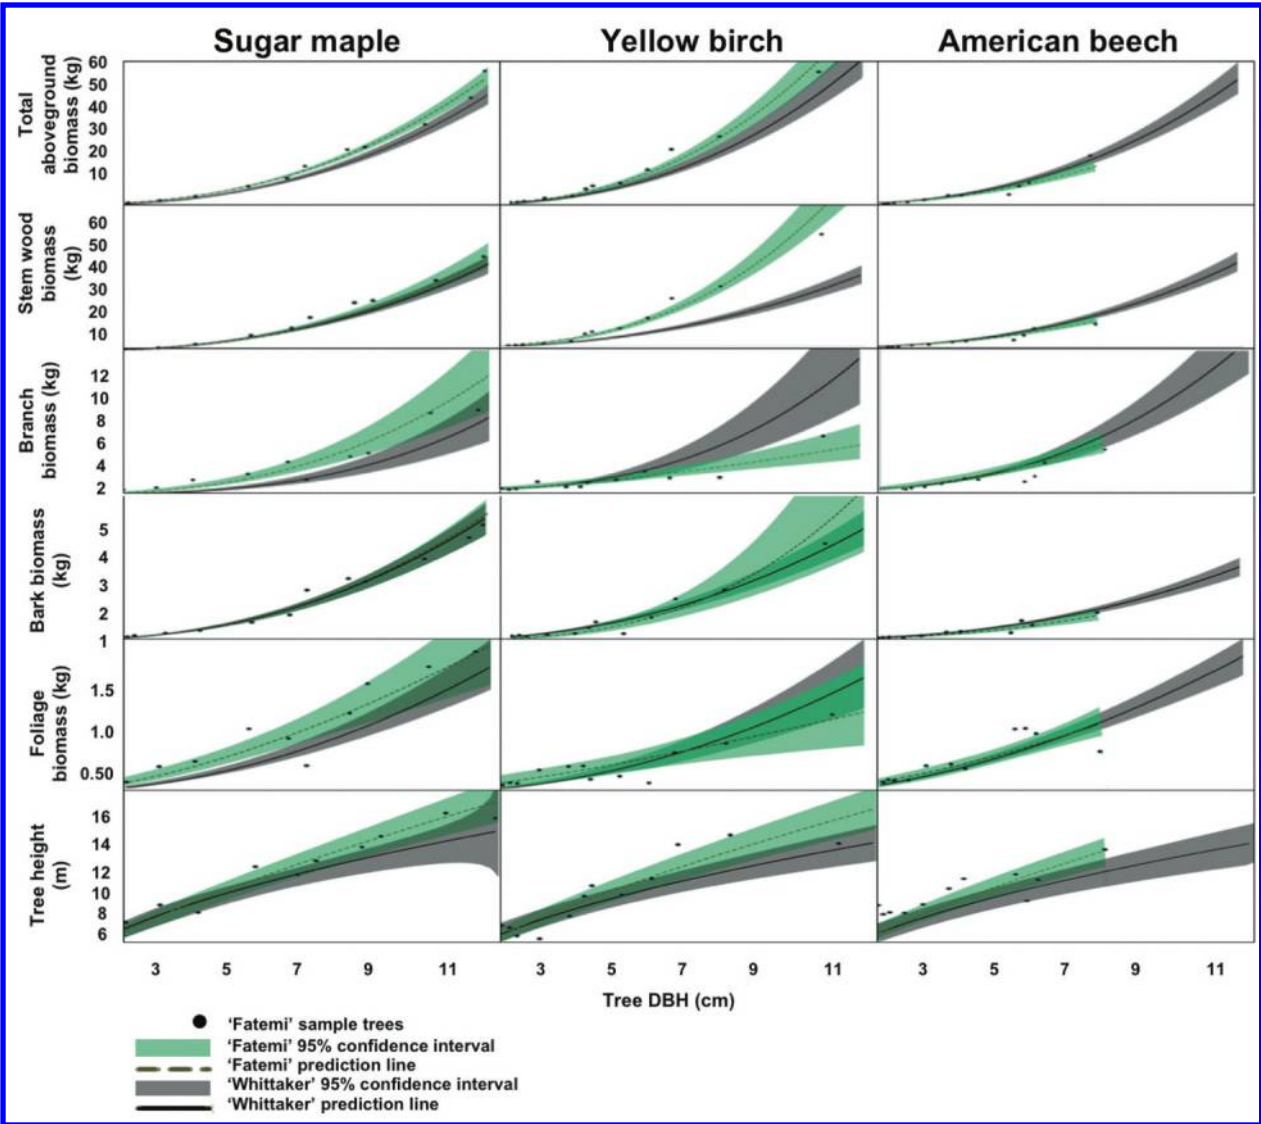 Sugar maple Yellow birch American beech
Total
aboveground
biomass (kg)
60
50
40
30
20
10
Stem wood
biomass
(kg)
60
50
40
30
20
10
Branch
biomass (kg)
12
10
8
6
4
2
Bark biomass
(kg)
5
4
3
2
1
Foliage
biomass (kg)
1.5
1.0
0.50
Tree height
(m)
16
14
12
10
8
6
3 5 7 9 11 3 5 7 9 11 3 5 7 9 11
Tree DBH (cm)
‘Fatemi’ sample trees
‘Fatemi’ 95% confidence interval
‘Fatemi’ prediction line
‘Whittaker’ 95% confidence interval
‘Whittaker’ prediction line